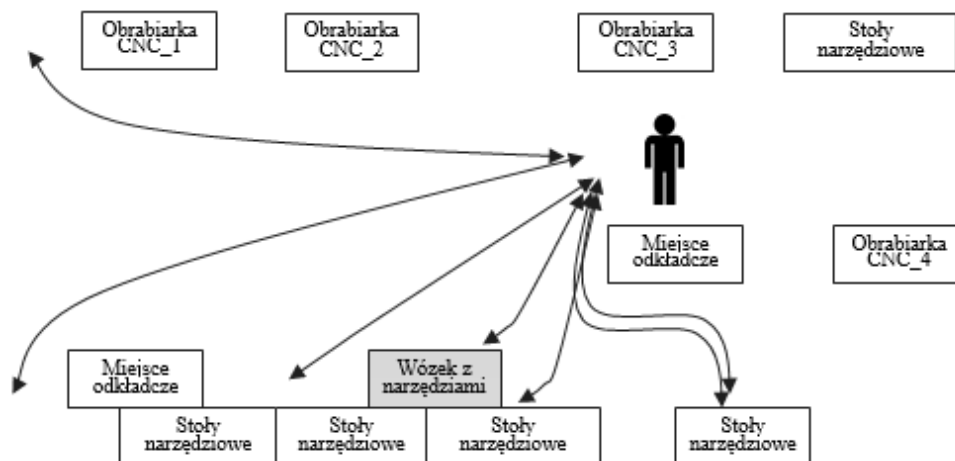 Obrabiarka
CNC_1
Obrabiarka
CNC_2
Obrabiarka
CNC_3
Stoły
narzędziowe
Miejsce
odkładcze
Obrabiarka
CNC_4
Miejsce
odkładcze
Wózek z
narzędziami
Stoły
narzędziowe
Stoły
narzędziowe
Stoły
narzędziowe
Stoły
narzędziowe